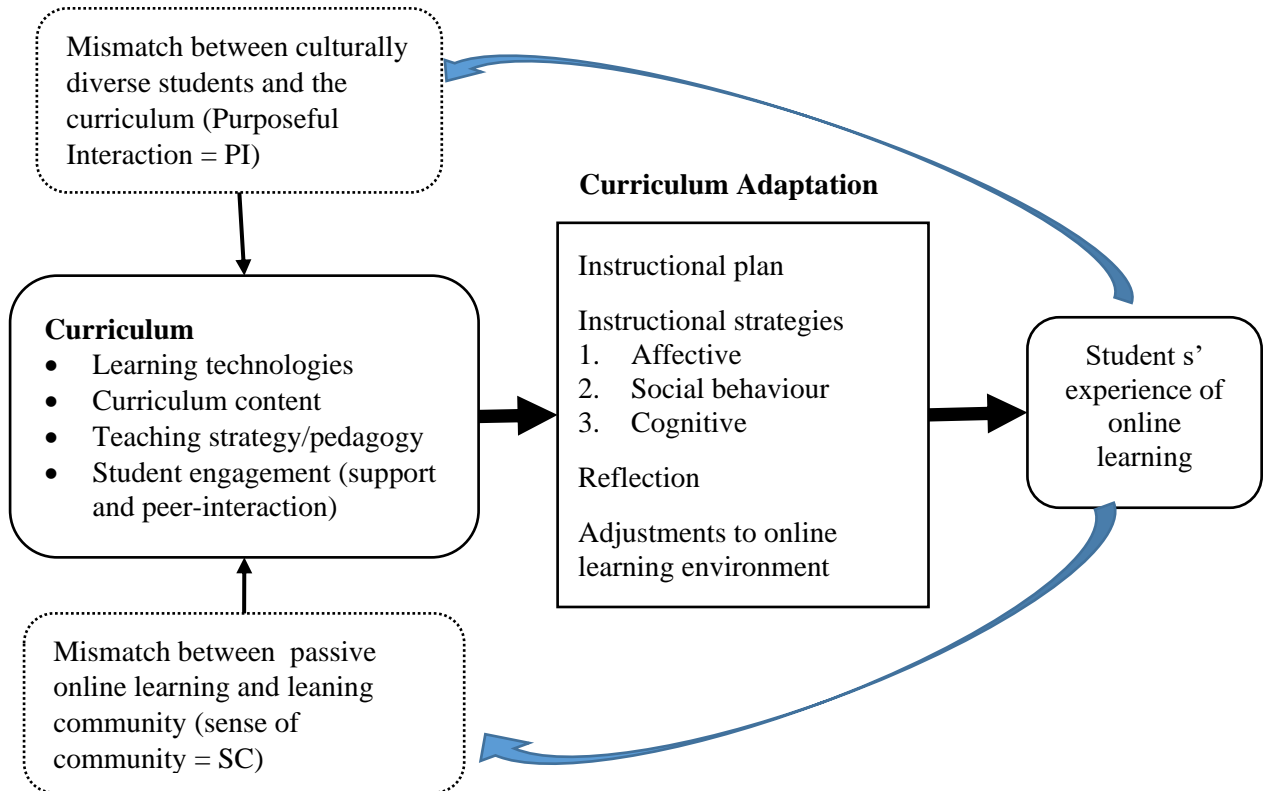 Mismatch between culturally
diverse students and the
curriculum (Purposeful
Interaction = PI)
Curriculum
• Learning technologies
• Curriculum content
• Teaching strategy/pedagogy
• Student engagement (support
and peer-interaction)
Mismatch between passive
online learning and leaning
community (sense of
community = SC)
Curriculum Adaptation
Instructional plan
Instructional strategies
1. Affective
2. Social behaviour
3. Cognitive
Reflection
Adjustments to online
learning environment
Student s’
experience of
online
learning